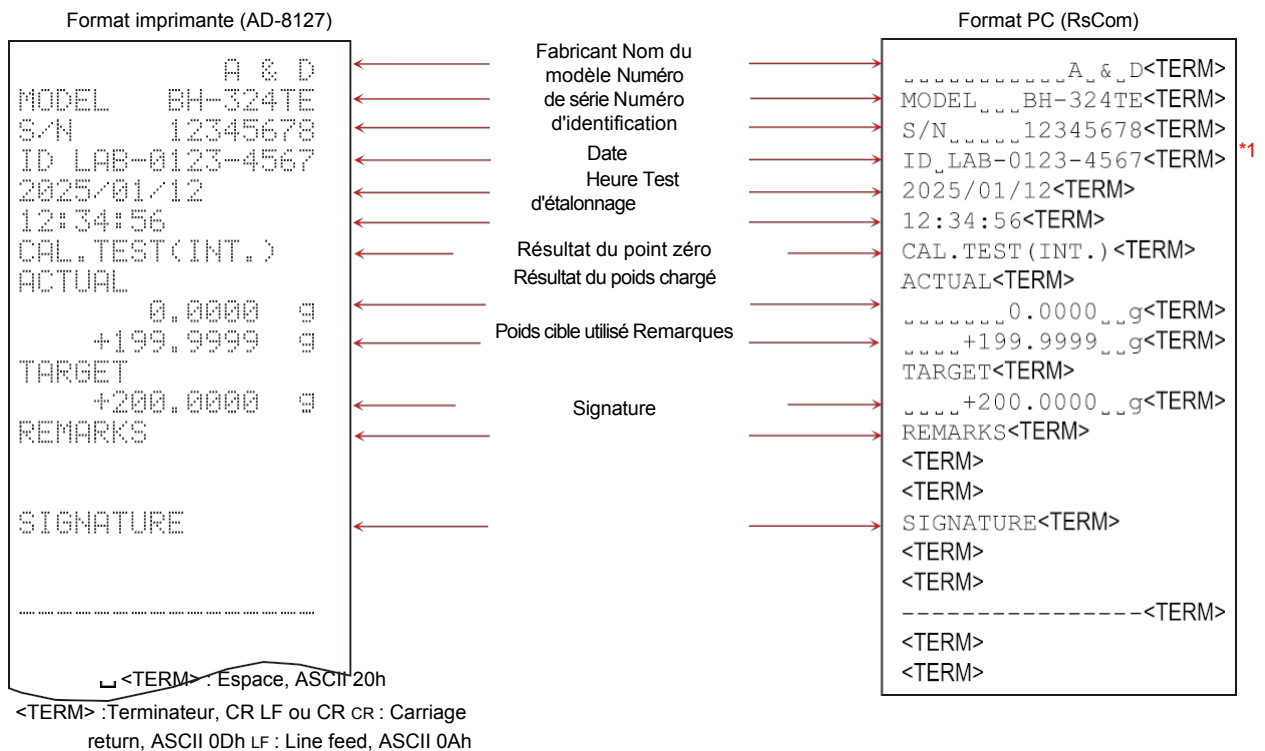 Format imprimante (AD-8127)
A & D
MODEL BH-324TE
S/N 12345678
ID LAB-0123-4567
2025/01/12
12:34:56
CAL.TEST(INT.)
ACTUAL
0.0000 g
+199.9999 g
TARGET
+200.0000 g
REMARKS
SIGNATURE
----------------
␣ <TERM> : Espace, ASCII 20h
<TERM> :Terminateur, CR LF ou CR CR : Carriage
return, ASCII 0Dh LF : Line feed, ASCII 0Ah
Fabricant Nom du
modèle Numéro
de série Numéro
d'identification
Date
Heure Test
d'étalonnage
Résultat du point zéro
Résultat du poids chargé
Poids cible utilisé Remarques
Signature
Format PC (RsCom)
␣␣␣␣␣␣␣␣␣␣␣A␣&␣D<TERM>
MODEL␣␣␣BH-324TE<TERM>
S/N␣␣␣␣␣12345678<TERM>
ID␣LAB-0123-4567<TERM>
*1
2025/01/12<TERM>
12:34:56<TERM>
CAL.TEST(INT.)<TERM>
ACTUAL<TERM>
␣␣␣␣␣␣␣0.0000␣␣g<TERM>
␣␣␣␣+199.9999␣␣g<TERM>
TARGET<TERM>
␣␣␣␣+200.0000␣␣g<TERM>
REMARKS<TERM>
<TERM>
<TERM>
SIGNATURE<TERM>
<TERM>
<TERM>
----------------<TERM>
<TERM>
<TERM>